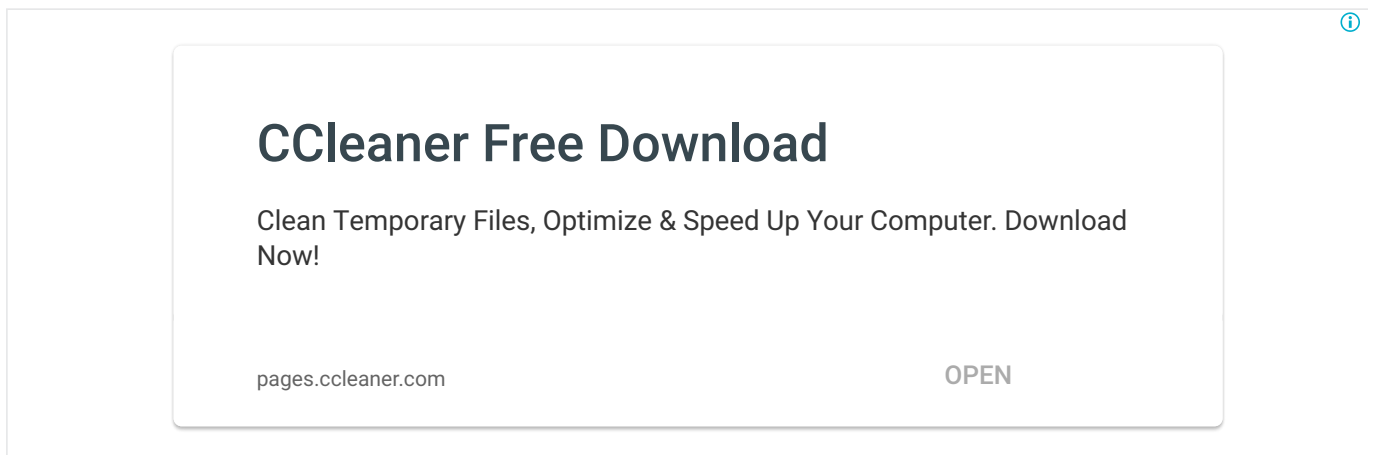 CCleaner Free Download
Clean Temporary Files, Optimize & Speed Up Your Computer. Download
Now!
pages.ccleaner.com
OPEN